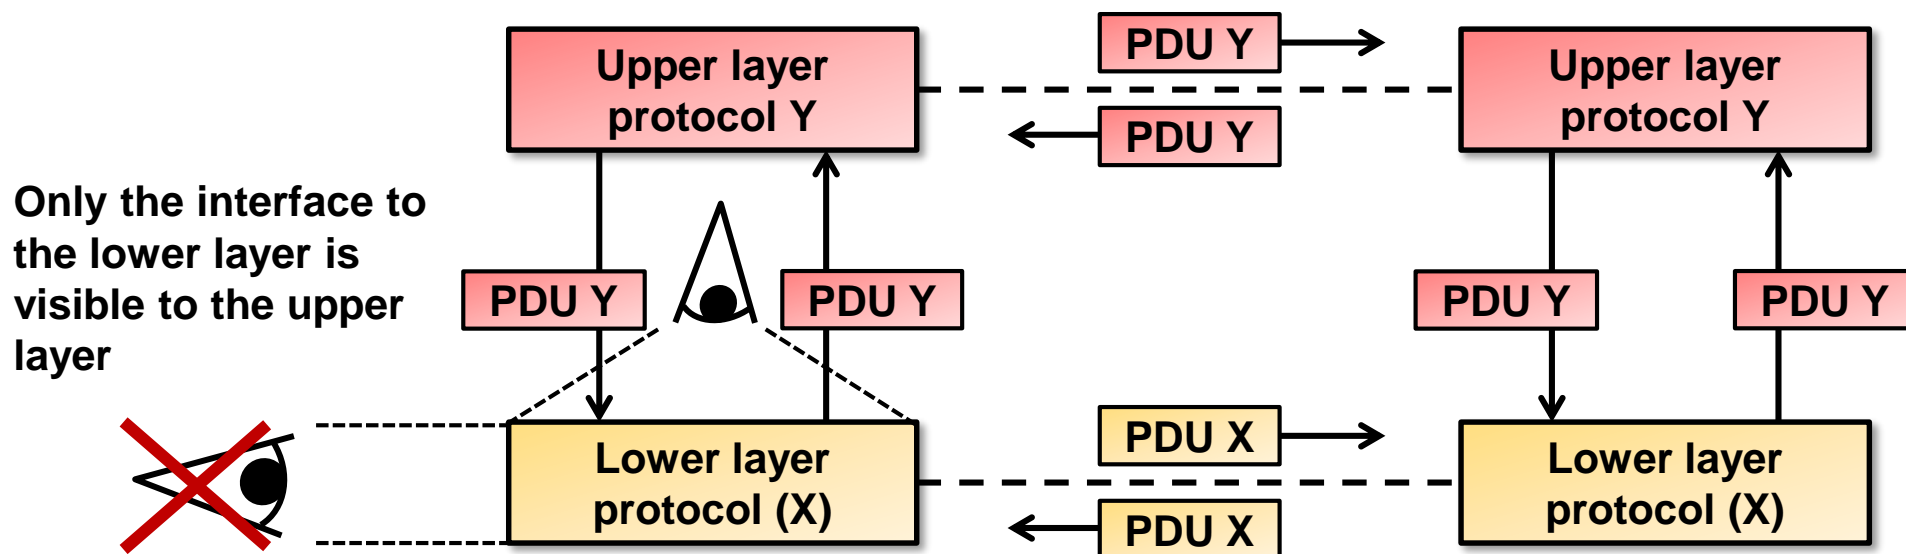 PDU Y
Upper layer
protocol Y
Upper layer
protocol Y
PDU Y
Only the interface to
the lower layer is
visible to the upper
layer
PDU Y
PDU Y
PDU Y
PDU Y
PDU X
Lower layer
protocol (X)
Lower layer
protocol (X)
PDU X